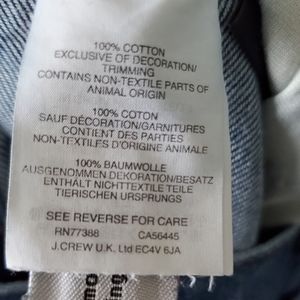 100% COTTON
EXCLUSIVE OF DECORATION/
TRIMMING
CONTAINS NON-TEXTILE PARTS OF
ANIMAL ORIGIN
100% COTON
SAUF DÉCORATION/GARNITURES
CONTIENT DES PARTIES
NON-TEXTILES D'ORIGINE ANIMALE
100% BAUMWOLLE
AUSGENOMMEN DEKORATION/BESATZ
ENTHÄLT NICHTTEXTILE TEILE
TIERISCHEN URSPRUNGS
SEE REVERSE FOR CARE
RN77388 CA56445
J.CREW U.K. Ltd EC4V 6JA